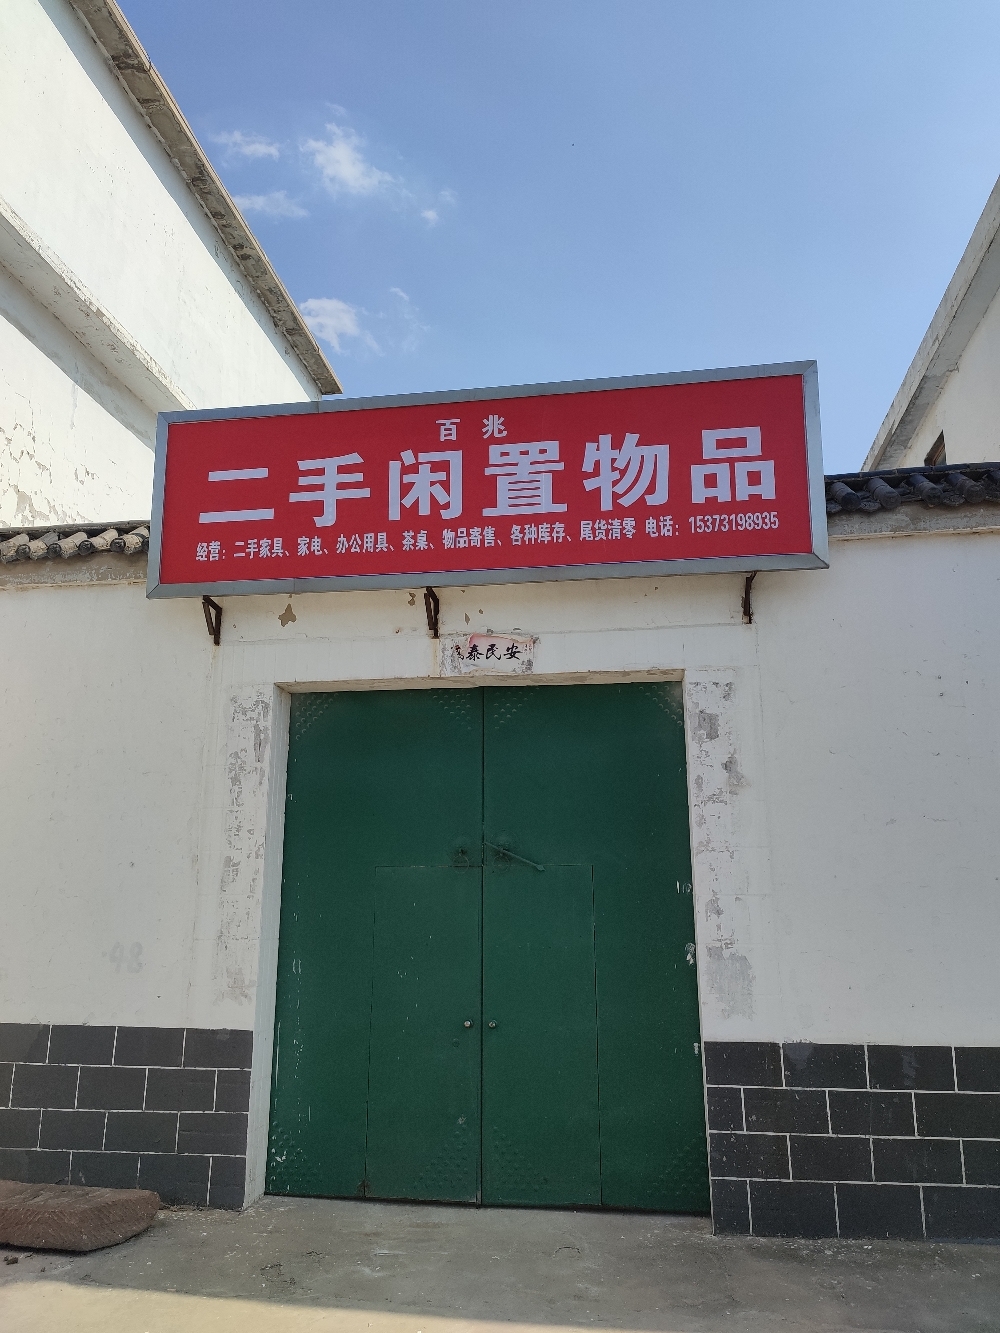 百兆
二手闲置物品
经营：二手家具、家电、办公用具、茶桌、物品寄售、各种库存、尾货清零 电话：15373198935
安民泰
98